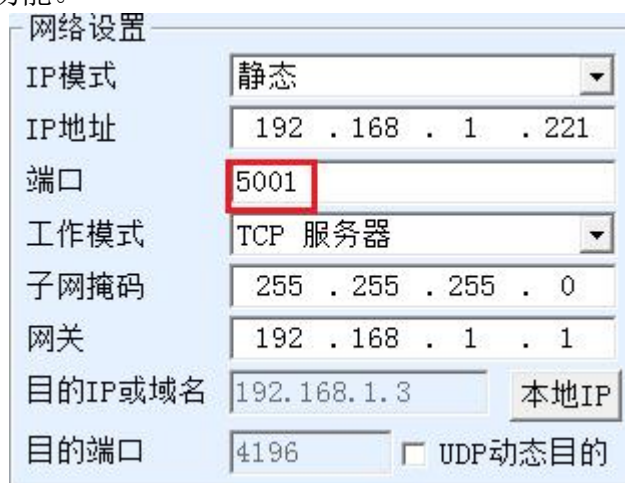 功能。
网络设置
IP模式 静态
IP地址 192 . 168 . 1 . 221
端口 5001
工作模式 TCP 服务器
子网掩码 255 . 255 . 255 . 0
网关 192 . 168 . 1 . 1
目的IP或域名 192.168.1.3 本地IP
目的端口 4196 UDP动态目的